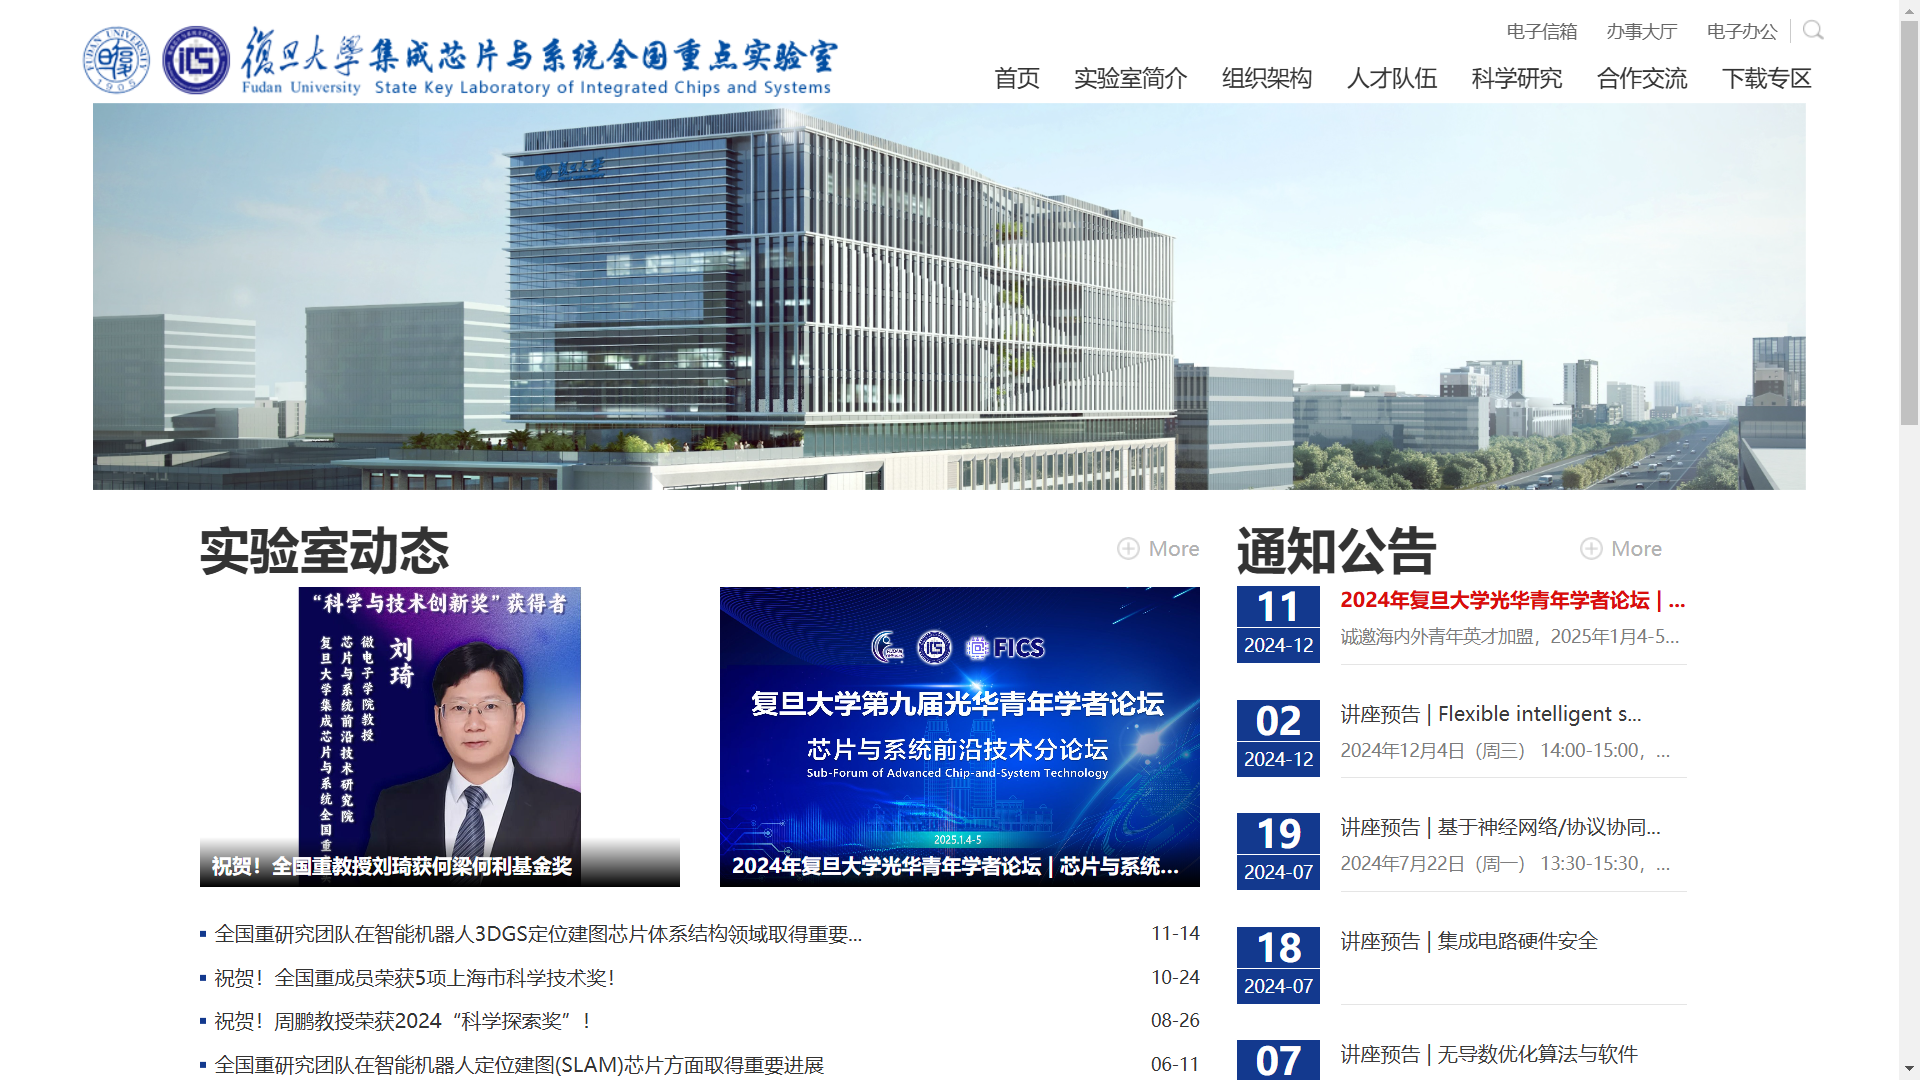 復旦大學 集成芯片与系统全国重点实验室
Fudan University State Key Laboratory of Integrated Chips and Systems
电子信箱 办事大厅 电子办公
首页 实验室简介 组织架构 人才队伍 科学研究 合作交流 下载专区
实验室动态
More
“科学与技术创新奖”获得者
刘琦
微电子学院教授
芯片与系统前沿技术研究院
复旦大学集成芯片与系统全国重
祝贺！全国重教授刘琦获何梁何利基金奖
FICS
复旦大学第九届光华青年学者论坛
芯片与系统前沿技术分论坛
Sub-Forum of Advanced Chip-and-System Technology
2025.1.4-5
2024年复旦大学光华青年学者论坛 | 芯片与系统...
全国重研究团队在智能机器人3DGS定位建图芯片体系结构领域取得重要...
11-14
祝贺！全国重成员荣获5项上海市科学技术奖！
10-24
祝贺！周鹏教授荣获2024“科学探索奖”！
08-26
全国重研究团队在智能机器人定位建图(SLAM)芯片方面取得重要进展
06-11
通知公告
More
11
2024-12
2024年复旦大学光华青年学者论坛 | ...
诚邀海内外青年英才加盟，2025年1月4-5...
02
2024-12
讲座预告 | Flexible intelligent s...
2024年12月4日（周三） 14:00-15:00，...
19
2024-07
讲座预告 | 基于神经网络/协议协同...
2024年7月22日（周一） 13:30-15:30，...
18
2024-07
讲座预告 | 集成电路硬件安全
07
讲座预告 | 无导数优化算法与软件